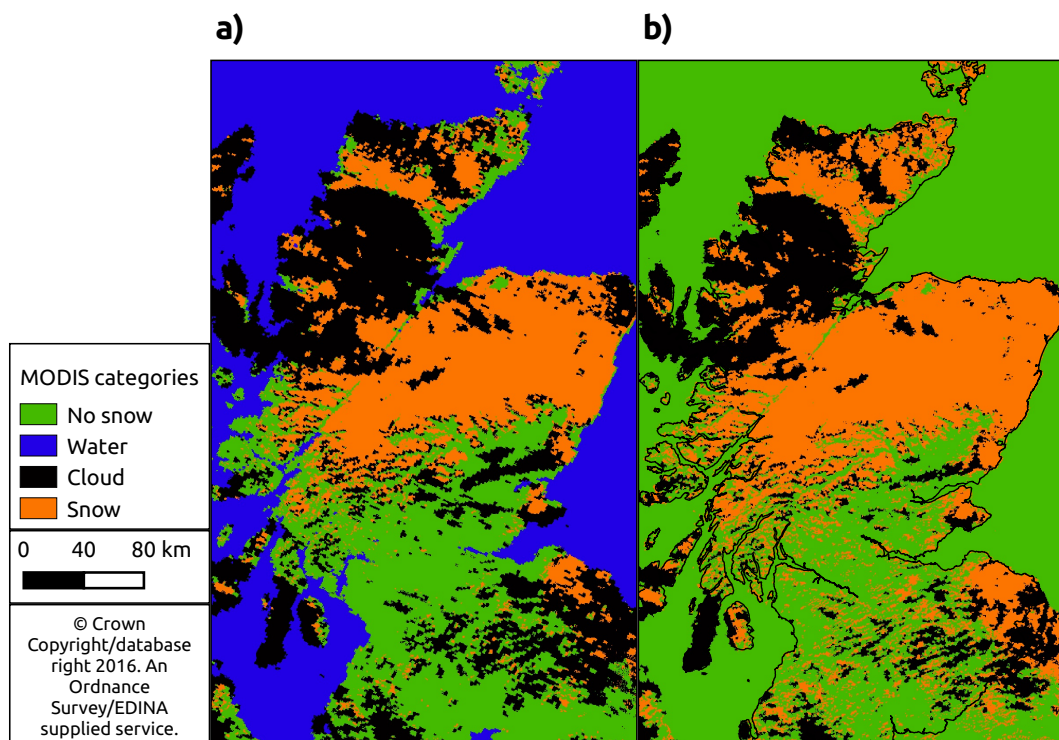 a)
b)
MODIS categories
No snow
Water
Cloud
Snow
0 40 80 km
© Crown
Copyright/database
right 2016. An
Ordnance
Survey/EDINA
supplied service.